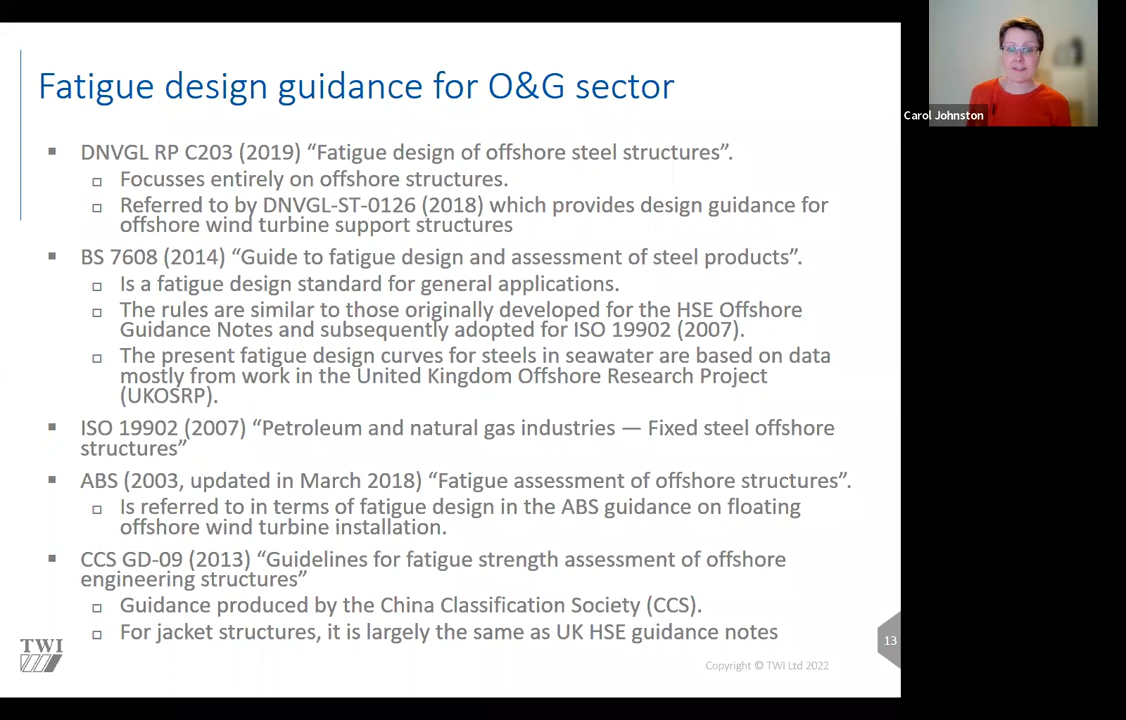 Fatigue design guidance for O&G sector
Carol Johnston
DNVGL RP C203 (2019) “Fatigue design of offshore steel structures”.
Focusses entirely on offshore structures.
Referred to by DNVGL-ST-0126 (2018) which provides design guidance for
offshore wind turbine support structures
BS 7608 (2014) “Guide to fatigue design and assessment of steel products”.
Is a fatigue design standard for general applications.
The rules are similar to those originally developed for the HSE Offshore
Guidance Notes and subsequently adopted for ISO 19902 (2007).
The present fatigue design curves for steels in seawater are based on data
mostly from work in the United Kingdom Offshore Research Project
(UKOSRP).
ISO 19902 (2007) “Petroleum and natural gas industries — Fixed steel offshore
structures”
ABS (2003, updated in March 2018) “Fatigue assessment of offshore structures”.
Is referred to in terms of fatigue design in the ABS guidance on floating
offshore wind turbine installation.
CCS GD-09 (2013) “Guidelines for fatigue strength assessment of offshore
engineering structures”
Guidance produced by the China Classification Society (CCS).
For jacket structures, it is largely the same as UK HSE guidance notes
TWI
13
Copyright © TWI Ltd 2022